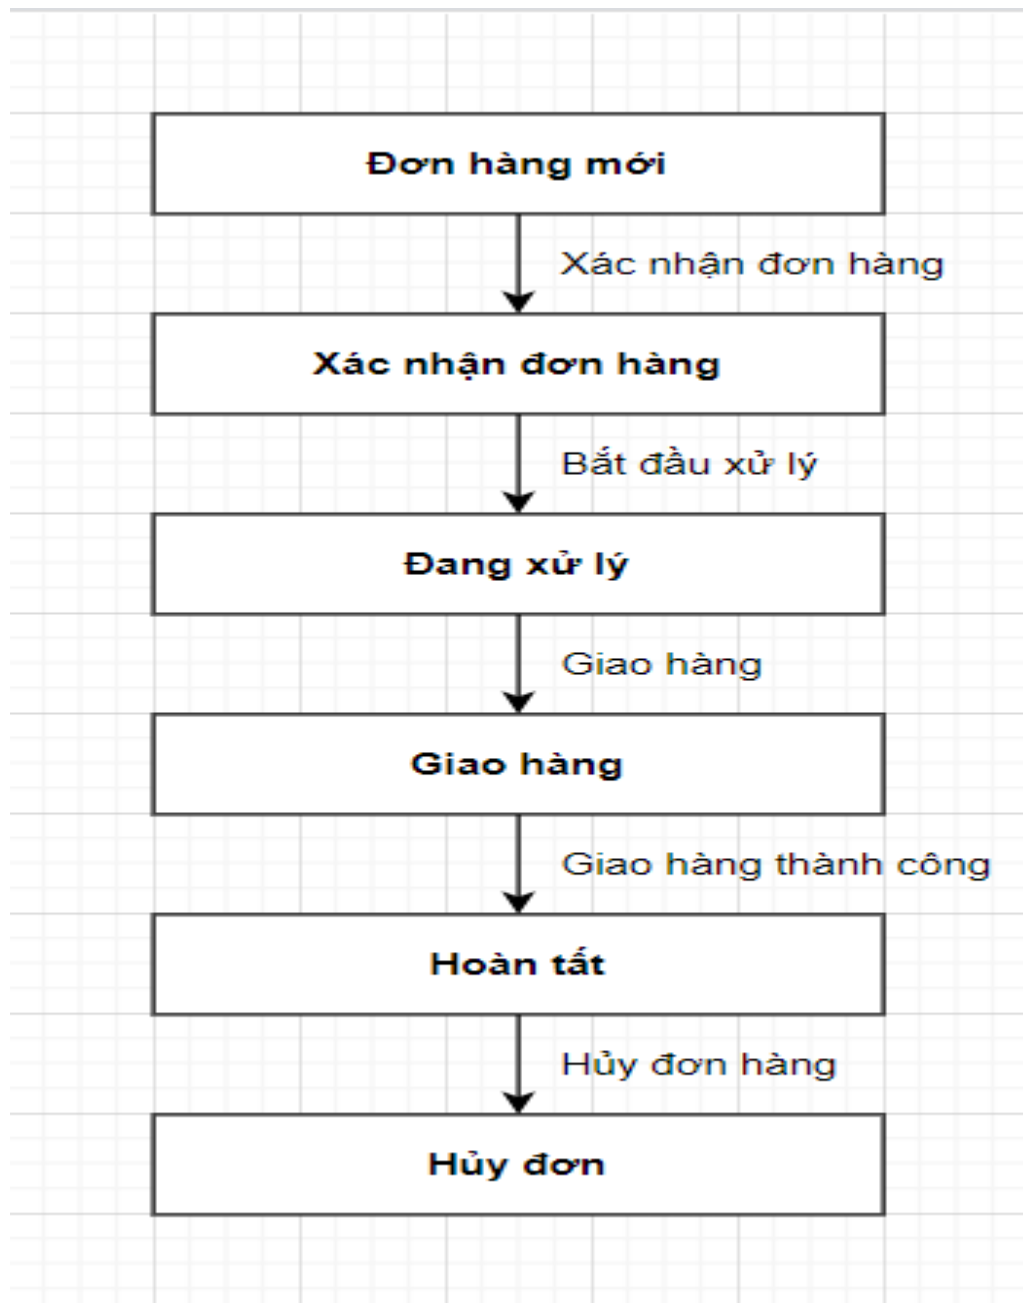 Đơn hàng mới
Xác nhận đơn hàng
Xác nhận đơn hàng
Bắt đầu xử lý
Đang xử lý
Giao hàng
Giao hàng
Giao hàng thành công
Hoàn tất
Hủy đơn hàng
Hủy đơn